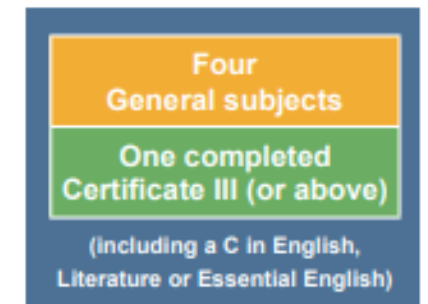 Four
General subjects
One completed
Certificate III (or above)
(including a C in English,
Literature or Essential English)